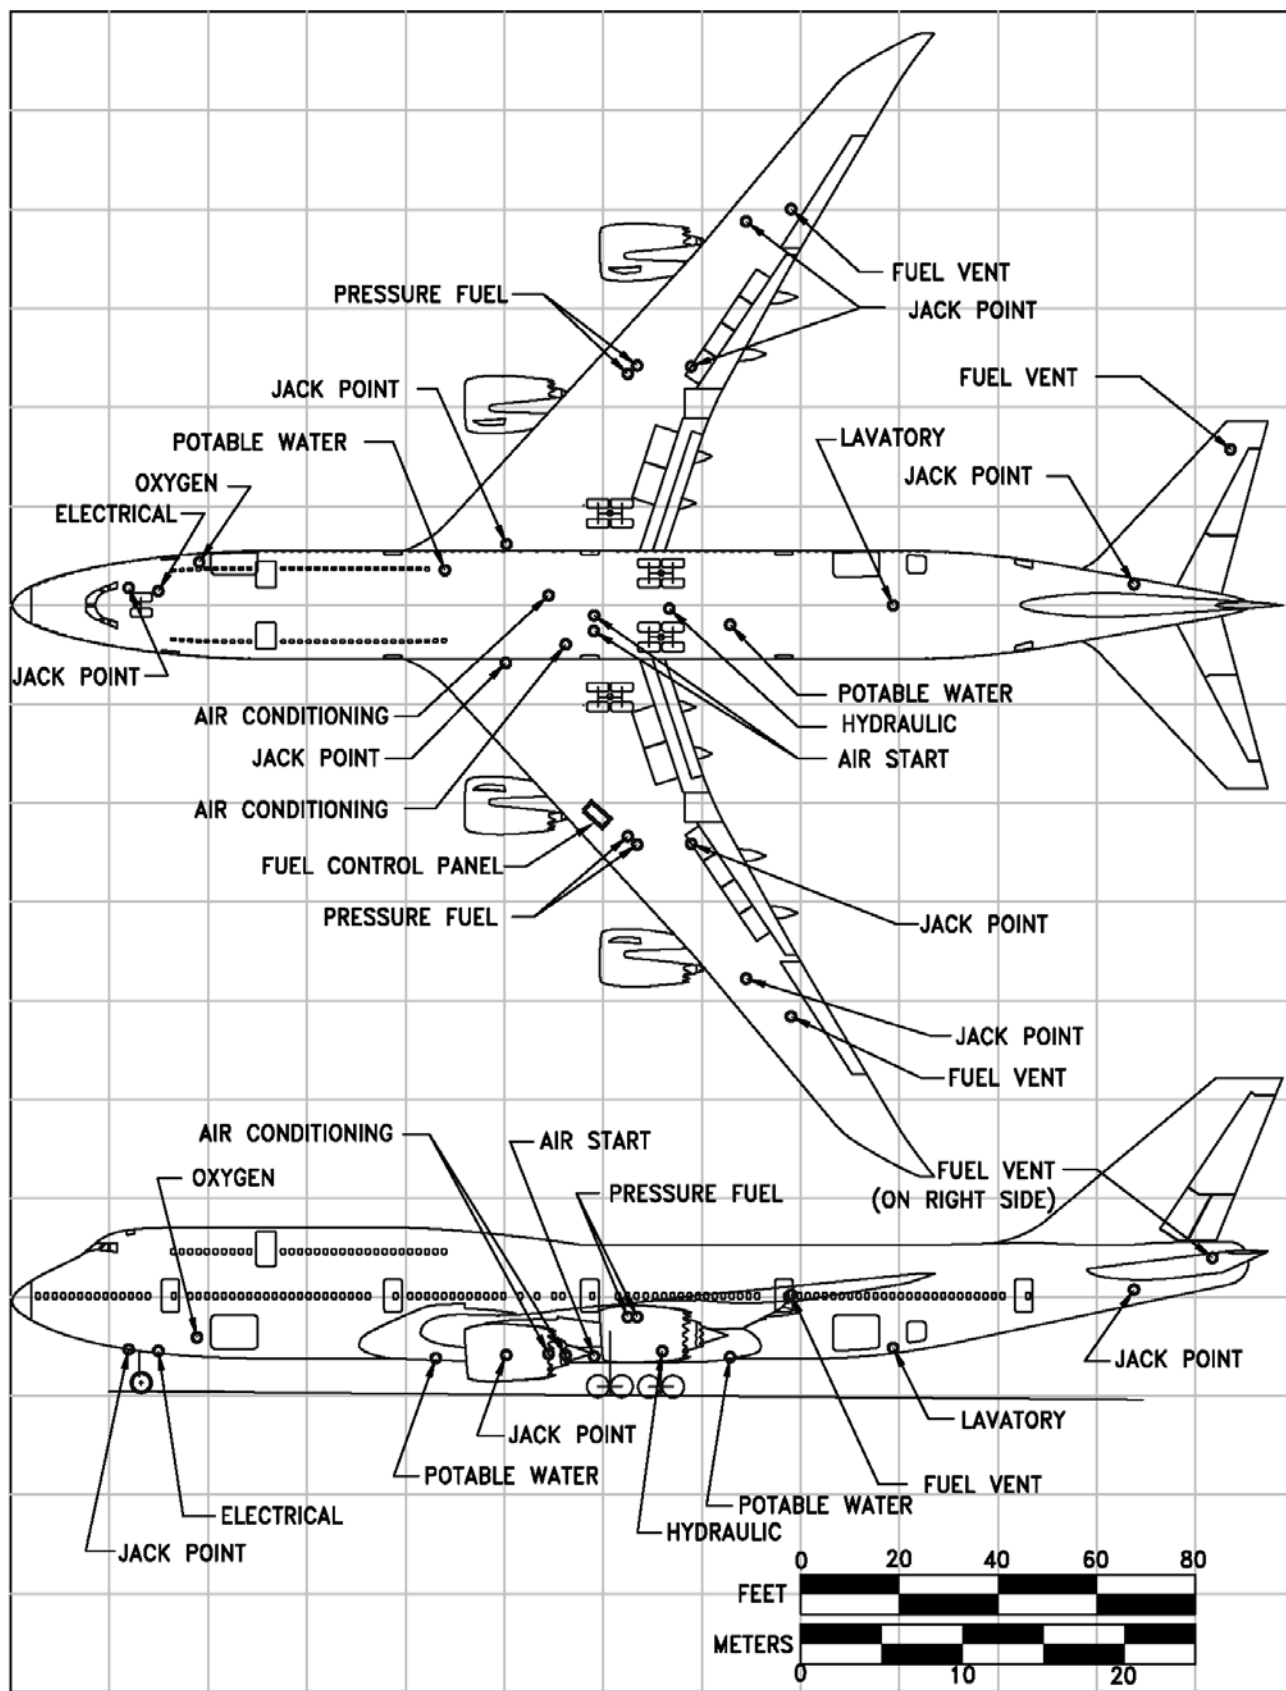 FUEL VENT
PRESSURE FUEL
JACK POINT
JACK POINT
FUEL VENT
POTABLE WATER
LAVATORY
JACK POINT
OXYGEN
ELECTRICAL
JACK POINT
POTABLE WATER
AIR CONDITIONING
HYDRAULIC
JACK POINT
AIR START
AIR CONDITIONING
FUEL CONTROL PANEL
PRESSURE FUEL
JACK POINT
JACK POINT
FUEL VENT
AIR CONDITIONING
AIR START
OXYGEN
FUEL VENT
(ON RIGHT SIDE)
PRESSURE FUEL
JACK POINT
LAVATORY
JACK POINT
POTABLE WATER
FUEL VENT
ELECTRICAL
POTABLE WATER
HYDRAULIC
JACK POINT
0 20 40 60 80
FEET
METERS
0 10 20